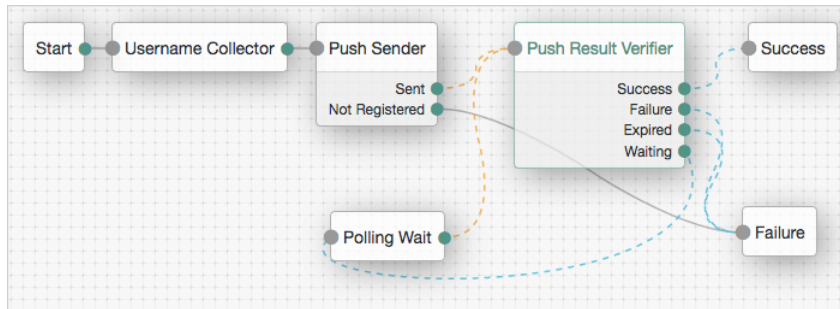 Start
Username Collector
Push Sender
Sent
Not Registered
Push Result Verifier
Success
Failure
Expired
Waiting
Success
Polling Wait
Failure